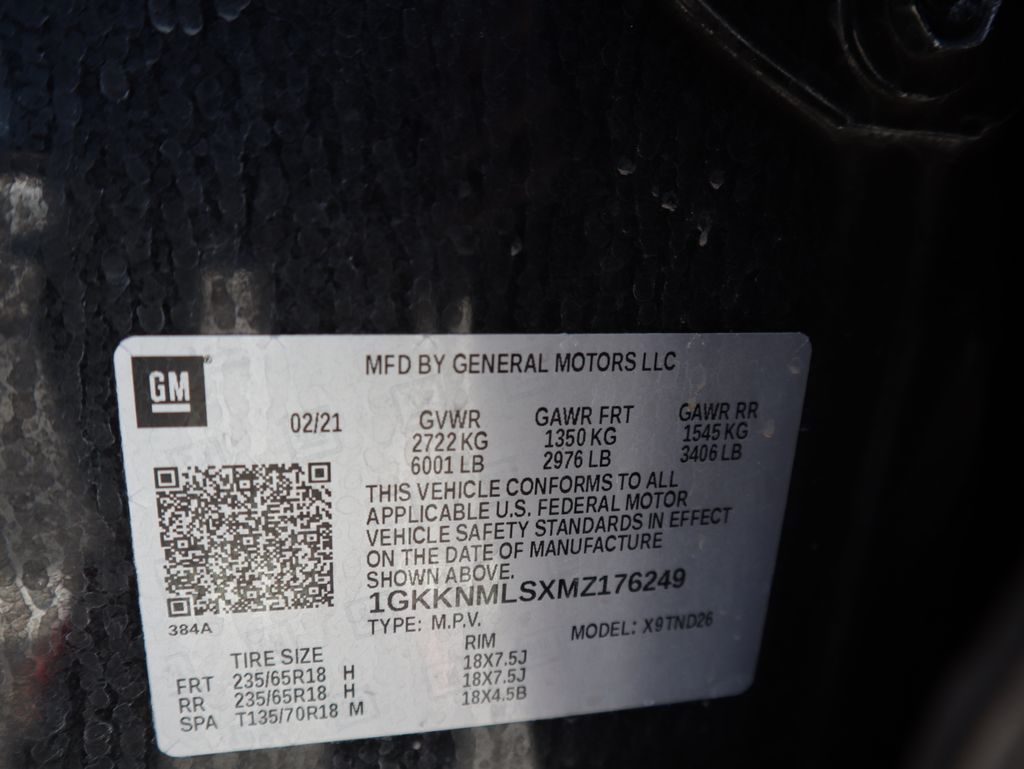 GM
MFD BY GENERAL MOTORS LLC
02/21
GVWR GAWR FRT GAWR RR
2722 KG 1350 KG 1545 KG
6001 LB 2976 LB 3406 LB
THIS VEHICLE CONFORMS TO ALL
APPLICABLE U.S. FEDERAL MOTOR
VEHICLE SAFETY STANDARDS IN EFFECT
ON THE DATE OF MANUFACTURE
SHOWN ABOVE.
1GKKNMLSXMZ176249
384A
TYPE: M.P.V. MODEL: X9TND26
TIRE SIZE RIM
FRT 235/65R18 H 18X7.5J
RR 235/65R18 H 18X7.5J
SPA T135/70R18 M 18X4.5B